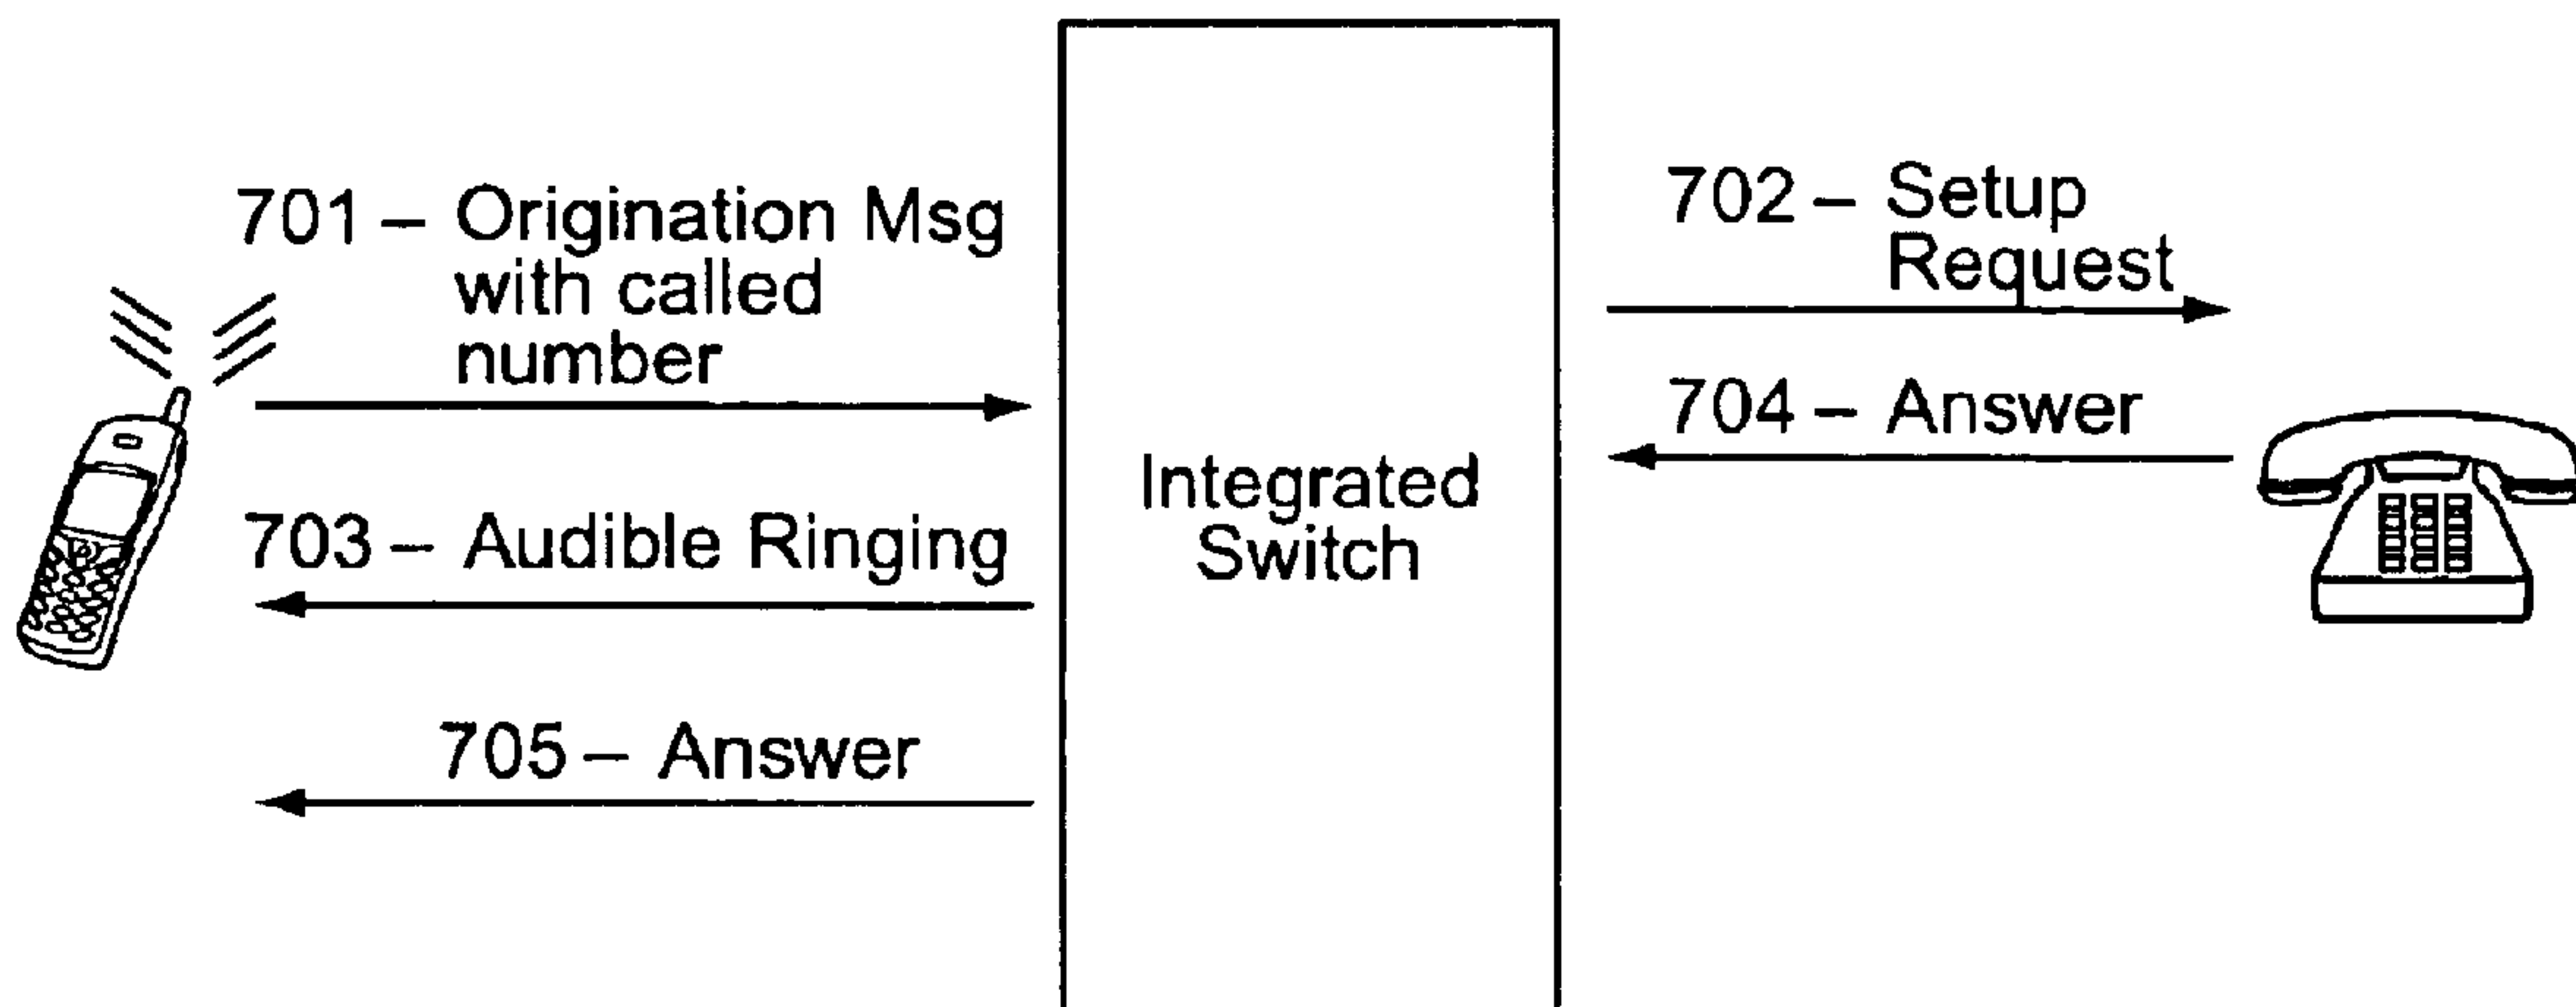 701 – Origination Msg
with called
number
702 – Setup
Request
704 – Answer
Integrated
Switch
703 – Audible Ringing
705 – Answer